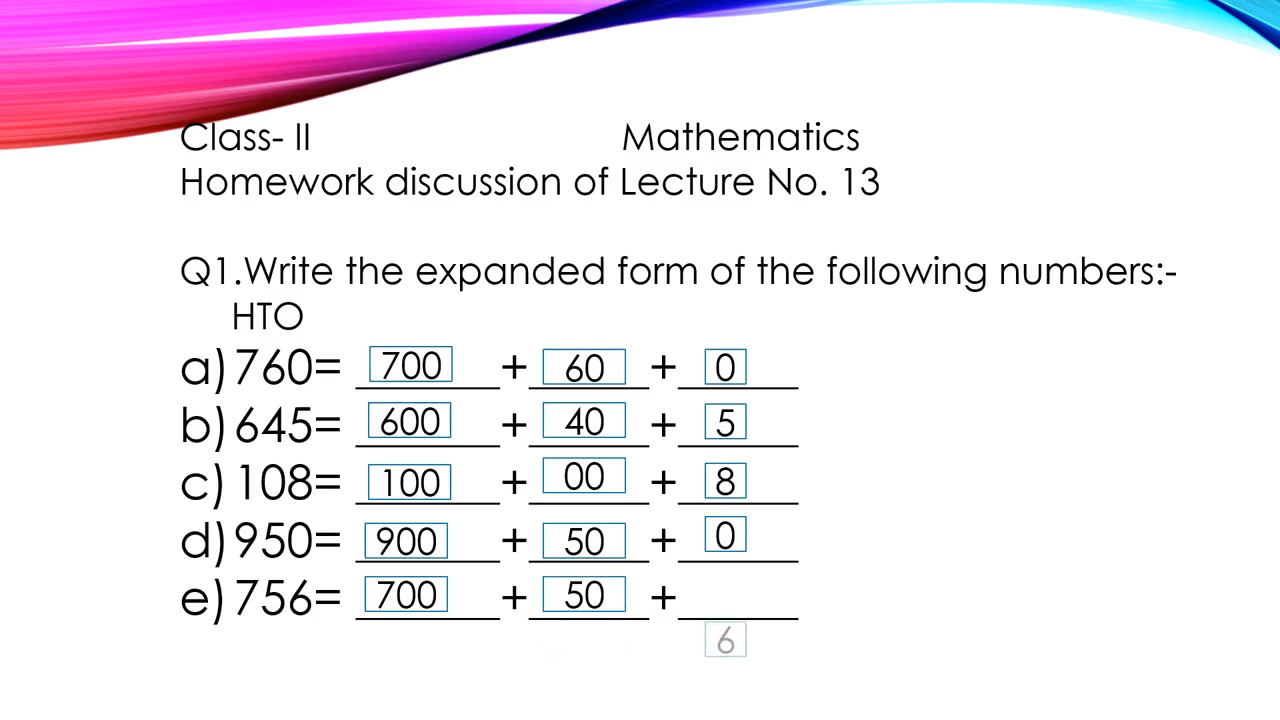 Class- II Mathematics
Homework discussion of Lecture No. 13
Q1.Write the expanded form of the following numbers:-
HTO
a) 760= 700 + 60 + 0
b) 645= 600 + 40 + 5
c) 108= 100 + 00 + 8
d) 950= 900 + 50 + 0
e) 756= 700 + 50 +
6